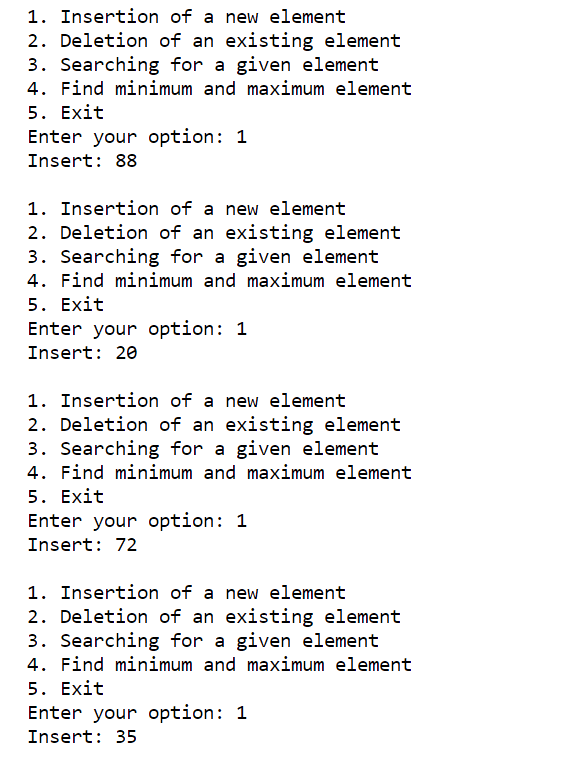 1. Insertion of a new element
2. Deletion of an existing element
3. Searching for a given element
4. Find minimum and maximum element
5. Exit
Enter your option: 1
Insert: 88

1. Insertion of a new element
2. Deletion of an existing element
3. Searching for a given element
4. Find minimum and maximum element
5. Exit
Enter your option: 1
Insert: 20

1. Insertion of a new element
2. Deletion of an existing element
3. Searching for a given element
4. Find minimum and maximum element
5. Exit
Enter your option: 1
Insert: 72

1. Insertion of a new element
2. Deletion of an existing element
3. Searching for a given element
4. Find minimum and maximum element
5. Exit
Enter your option: 1
Insert: 35